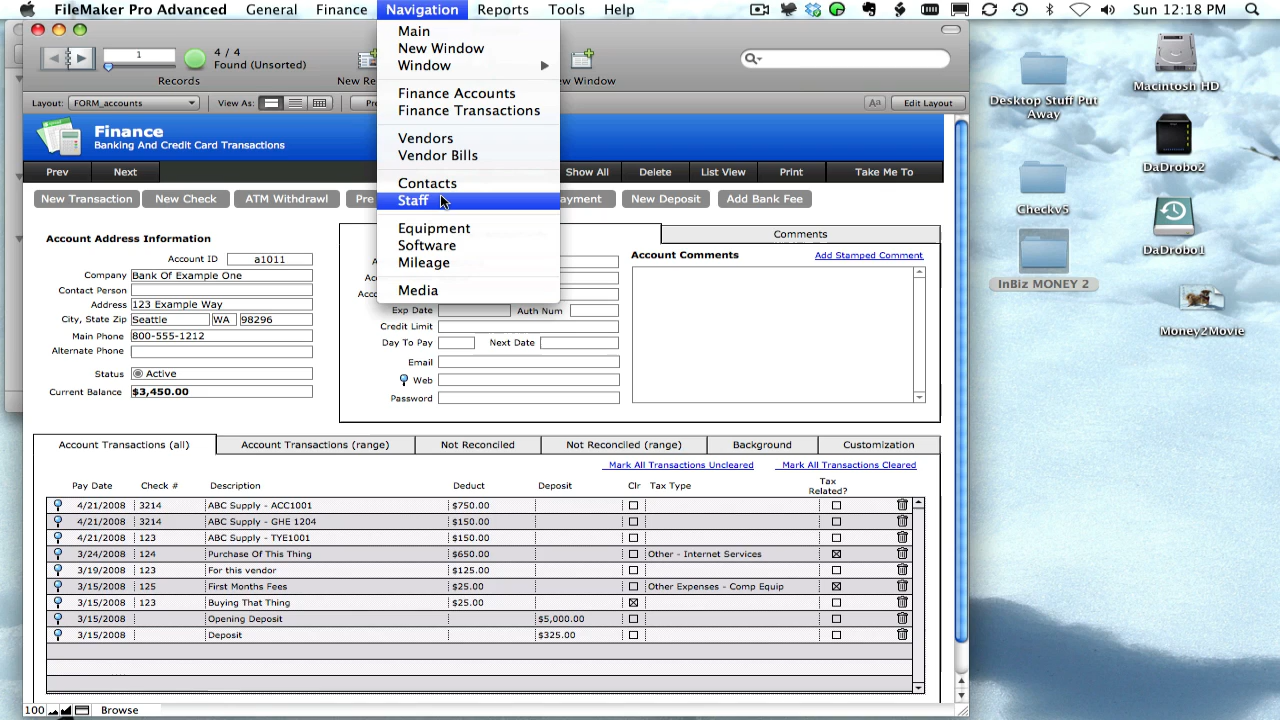 FileMaker Pro Advanced General Finance Navigation Reports Tools Help Sun 12:18 PM
Main
New Window
Window
Finance Accounts
Finance Transactions
Vendors
Vendor Bills
Contacts
Staff
Equipment
Software
Mileage
Media
1
4 / 4
Found (Unsorted)
Records
New Re
w Window
Layout: FORM_accounts View As: Pre Aa Edit Layout
Finance
Banking And Credit Card Transactions
Prev Next Show All Delete List View Print Take Me To
New Transaction New Check ATM Withdrawal Pre ayment New Deposit Add Bank Fee
Account Address Information
Account ID a1011
Company Bank Of Example One
Contact Person
Address 123 Example Way
City, State Zip Seattle WA 98296
Main Phone 800-555-1212
Alternate Phone
Status Active
Current Balance $3,450.00
Exp Date Auth Num
Credit Limit
Day To Pay Next Date
Email
Web
Password
Comments
Account Comments Add Stamped Comment
Account Transactions (all) Account Transactions (range) Not Reconciled Not Reconciled (range) Background Customization
Mark All Transactions Uncleared Mark All Transactions Cleared
Pay Date Check # Description Deduct Deposit Clr Tax Type Tax Related?
4/21/2008 3214 ABC Supply - ACC1001 $750.00
4/21/2008 3214 ABC Supply - GHE 1204 $150.00
4/21/2008 123 ABC Supply - TYE1001 $150.00
3/24/2008 124 Purchase Of This Thing $650.00 Other - Internet Services
3/19/2008 123 For this vendor $125.00
3/15/2008 125 First Months Fees $25.00 Other Expenses - Comp Equip
3/15/2008 123 Buying That Thing $25.00
3/15/2008 Opening Deposit $5,000.00
3/15/2008 Deposit $325.00
100 Browse
Desktop Stuff Put Away
Macintosh HD
DaDrobo2
Checkv5
DaDrobo1
InBiz MONEY 2
Money2Movie